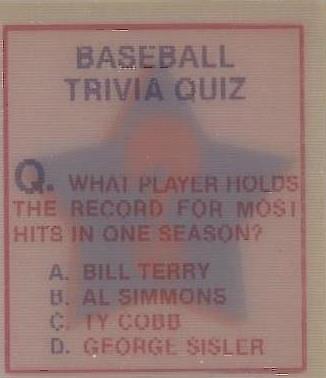 BASEBALL
TRIVIA QUIZ
Q. WHAT PLAYER HOLDS
THE RECORD FOR MOST
HITS IN ONE SEASON?
A. BILL TERRY
B. AL SIMMONS
C. TY COBB
D. GEORGE SISLER